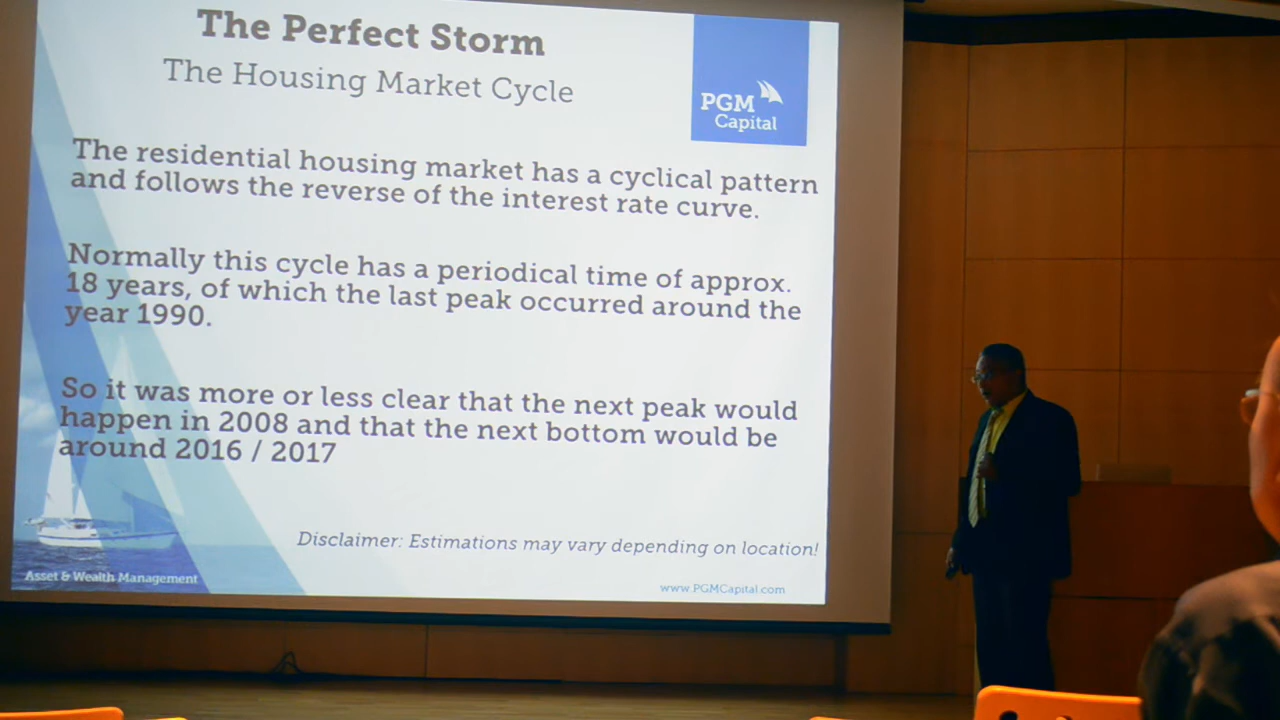 The Perfect Storm
The Housing Market Cycle
PGM
Capital
The residential housing market has a cyclical pattern
and follows the reverse of the interest rate curve.
Normally this cycle has a periodical time of approx.
18 years, of which the last peak occurred around the
year 1990.
So it was more or less clear that the next peak would
happen in 2008 and that the next bottom would be
around 2016 / 2017
Disclaimer: Estimations may vary depending on location!
Asset & Wealth Management
www.PGMCapital.com